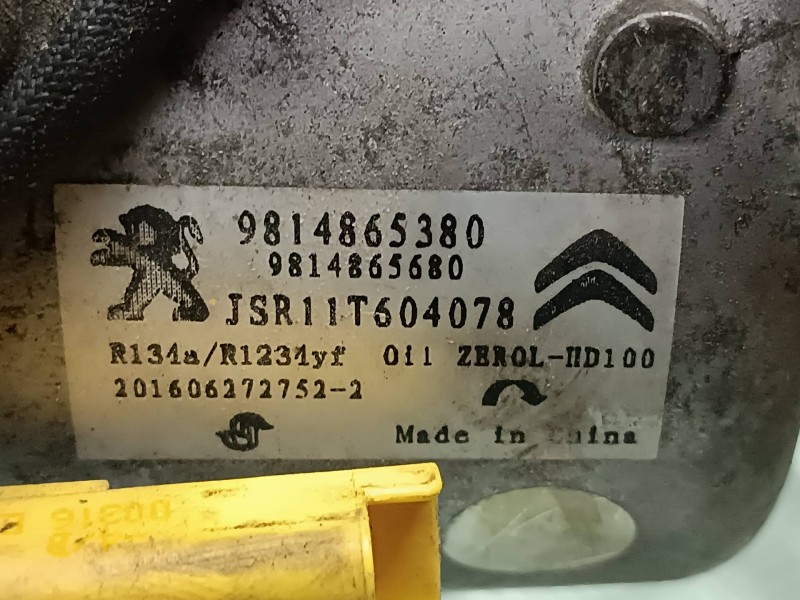 9814865380
9814865680
JSR11T604078
R134a/R1234yf Oil ZEROL-HD100
201606272752-2
Made in China